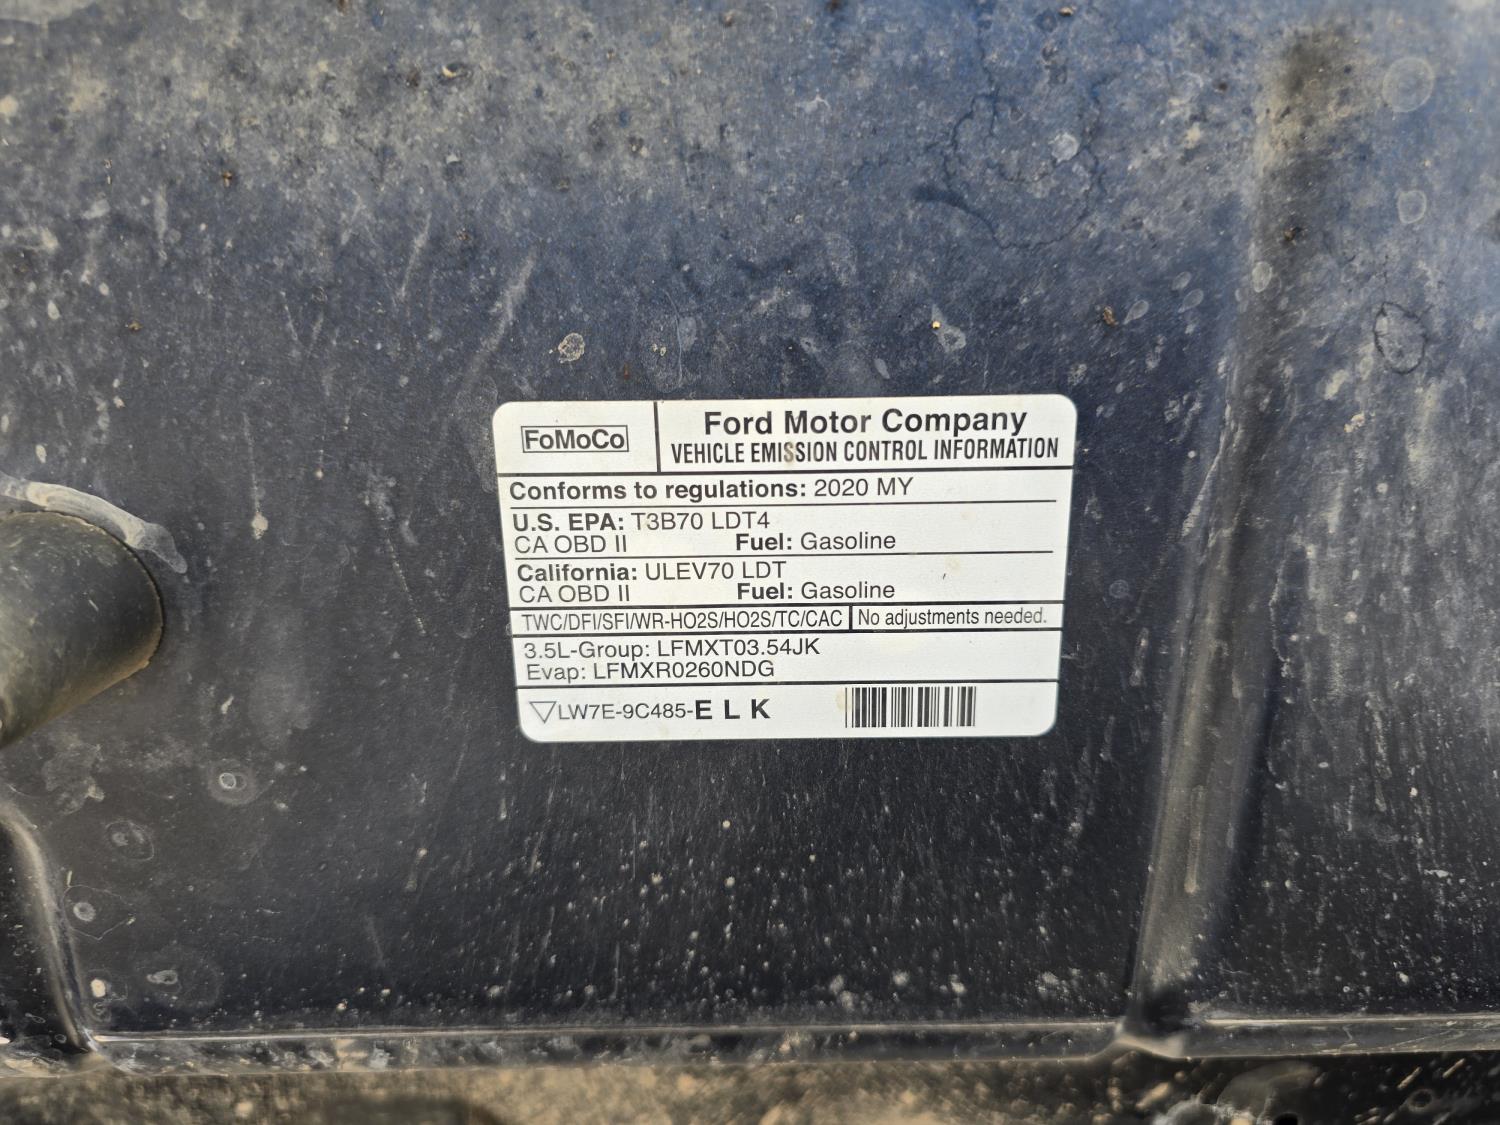 FoMoCo
Ford Motor Company
VEHICLE EMISSION CONTROL INFORMATION
Conforms to regulations: 2020 MY
U.S. EPA: T3B70 LDT4
CA OBD II Fuel: Gasoline
California: ULEV70 LDT
CA OBD II Fuel: Gasoline
TWC/DFI/SFI/WR-HO2S/HO2S/TC/CAC No adjustments needed.
3.5L-Group: LFMXT03.54JK
Evap: LFMXR0260NDG
LW7E-9C485-E L K